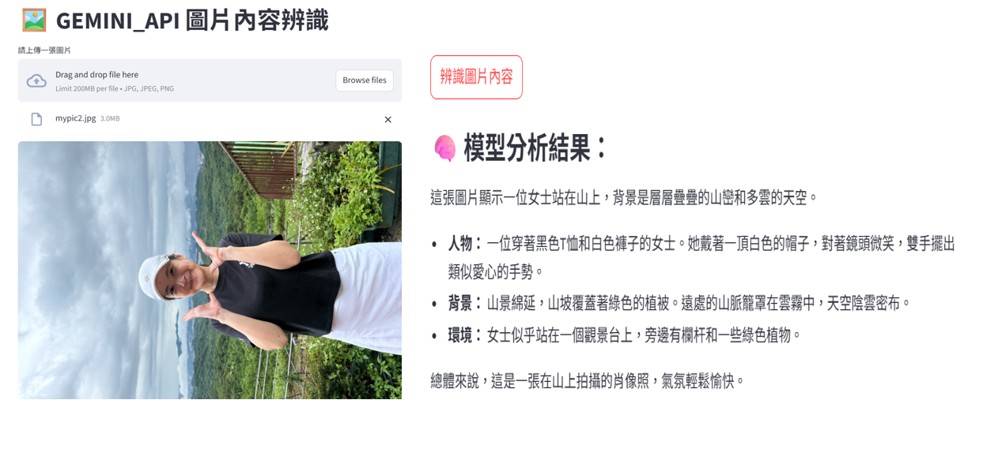 GEMINI_API 圖片內容辨識
請上傳一張圖片
Drag and drop file here
Limit 200MB per file • JPG, JPEG, PNG
Browse files
mypic2.jpg 3.0MB
辨識圖片內容
模型分析結果：
這張圖片顯示一位女士站在山上，背景是層層疊疊的山巒和多雲的天空。
• 人物：一位穿著黑色T恤和白色褲子的女士。她戴著一頂白色的帽子，對著鏡頭微笑，雙手擺出
類似愛心的手勢。
• 背景：山景綿延，山坡覆蓋著綠色的植被。遠處的山脈籠罩在雲霧中，天空陰雲密布。
• 環境：女士似乎站在一個觀景台上，旁邊有欄杆和一些綠色植物。
總體來說，這是一張在山上拍攝的肖像照，氣氛輕鬆愉快。